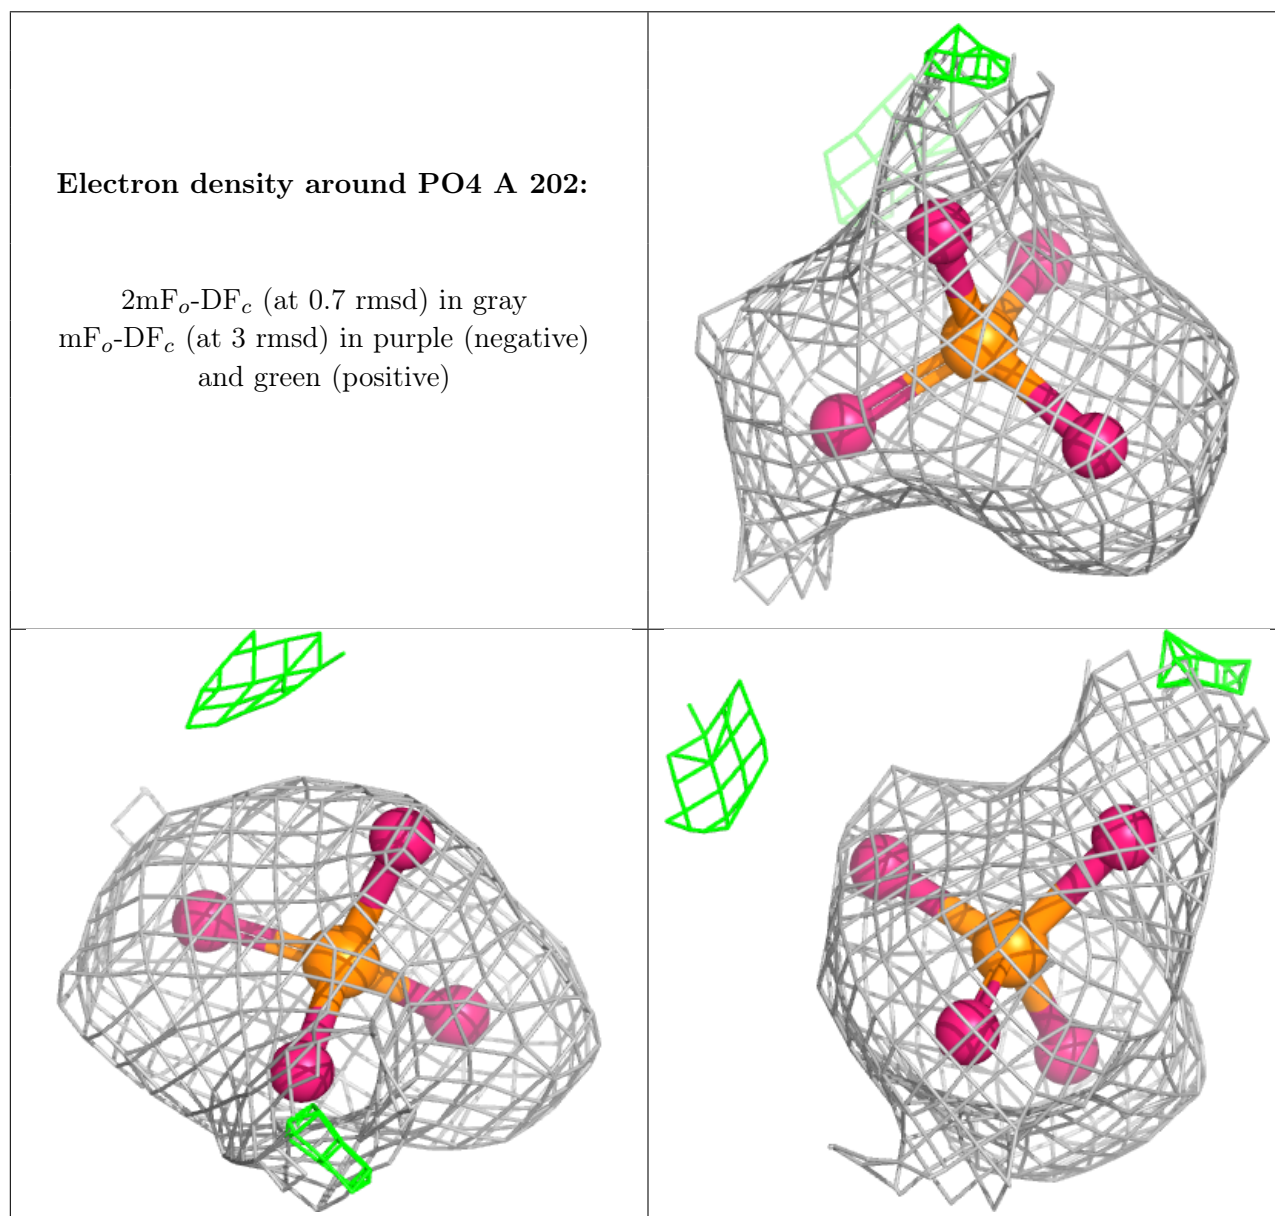 Electron density around PO4 A 202:
2mFo-DFc (at 0.7 rmsd) in gray
mFo-DFc (at 3 rmsd) in purple (negative)
and green (positive)